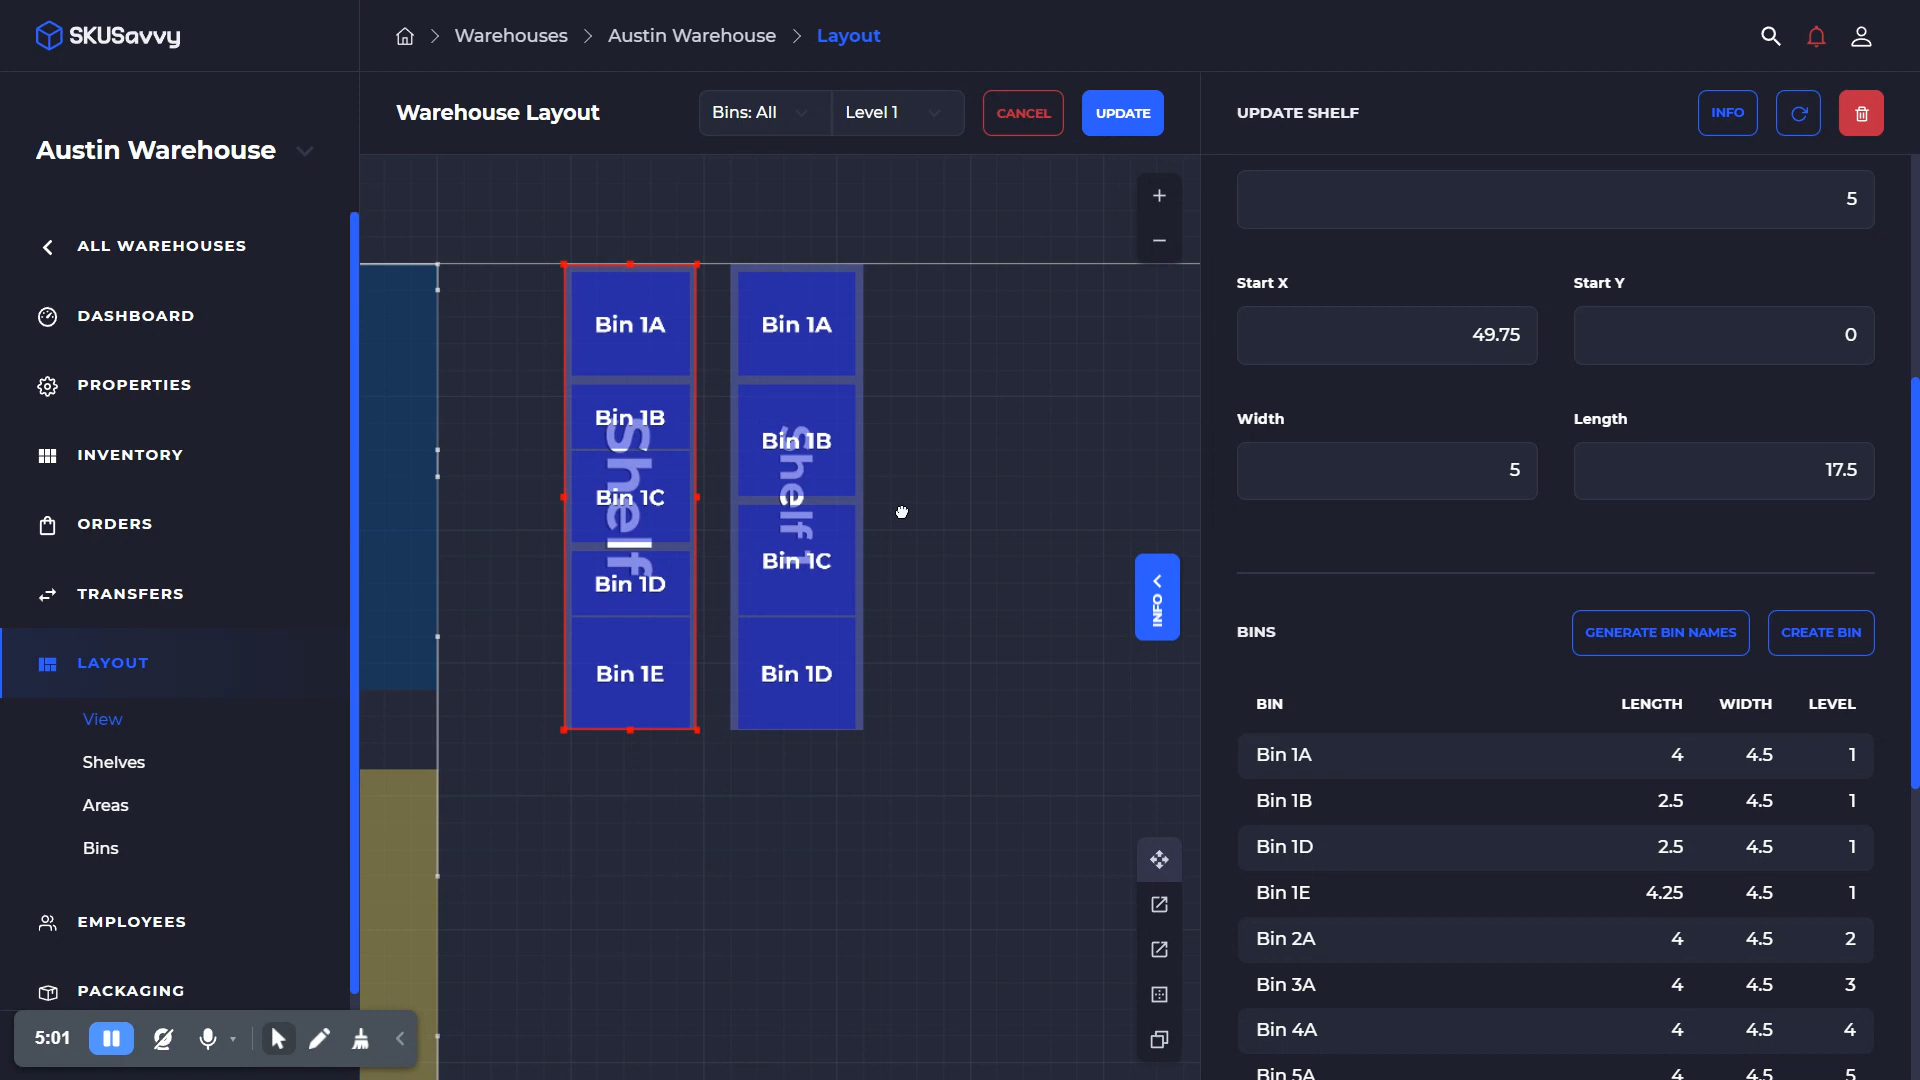 SKUSavvy
Warehouses
Austin Warehouse
Layout
Austin Warehouse
ALL WAREHOUSES
DASHBOARD
PROPERTIES
INVENTORY
ORDERS
TRANSFERS
LAYOUT
View
Shelves
Areas
Bins
EMPLOYEES
PACKAGING
5:01
Warehouse Layout
Bins: All
Level 1
CANCEL
UPDATE
Bin 1A
Bin 1B
Bin 1C
Bin 1D
Bin 1E
Shelf
Bin 1A
Bin 1B
Bin 1C
Bin 1D
Shelf 1
INFO
UPDATE SHELF
INFO
5
Start X
Start Y
49.75
0
Width
Length
5
17.5
BINS
GENERATE BIN NAMES
CREATE BIN
BIN LENGTH WIDTH LEVEL
Bin 1A 4 4.5 1
Bin 1B 2.5 4.5 1
Bin 1D 2.5 4.5 1
Bin 1E 4.25 4.5 1
Bin 2A 4 4.5 2
Bin 3A 4 4.5 3
Bin 4A 4 4.5 4
Bin 5A 4 4.5 5